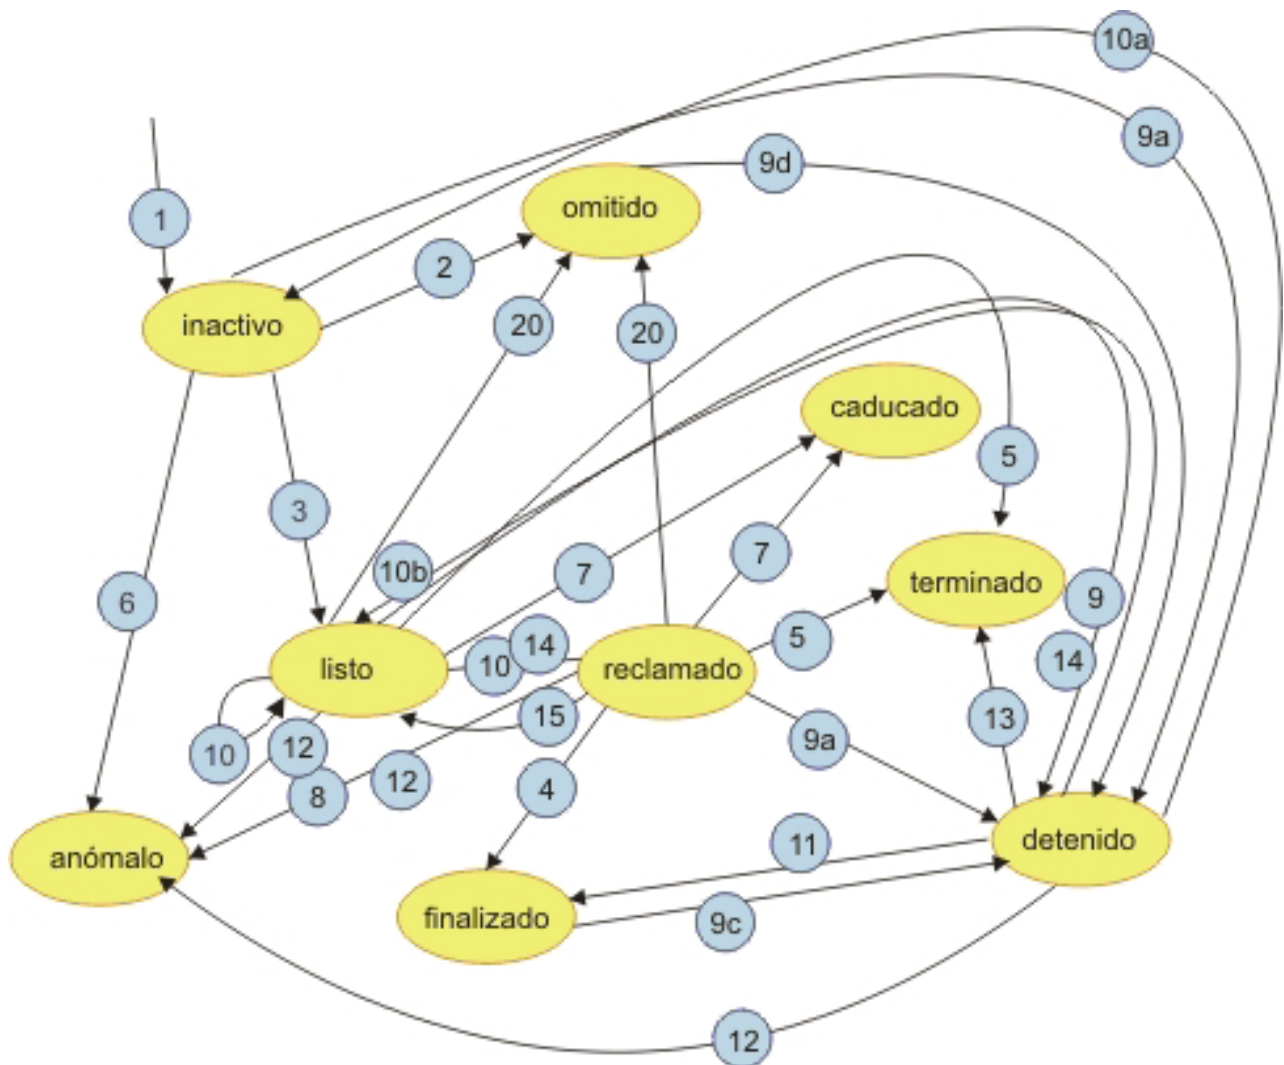 10a
9a
9d
omitido
1
2
inactivo
20
20
caducado
5
3
7
7
10b
terminado
9
6
5
14
10
14
listo
reclamado
15
13
9a
10
12
12
8
4
11
detenido
anómalo
finalizado
9c
12